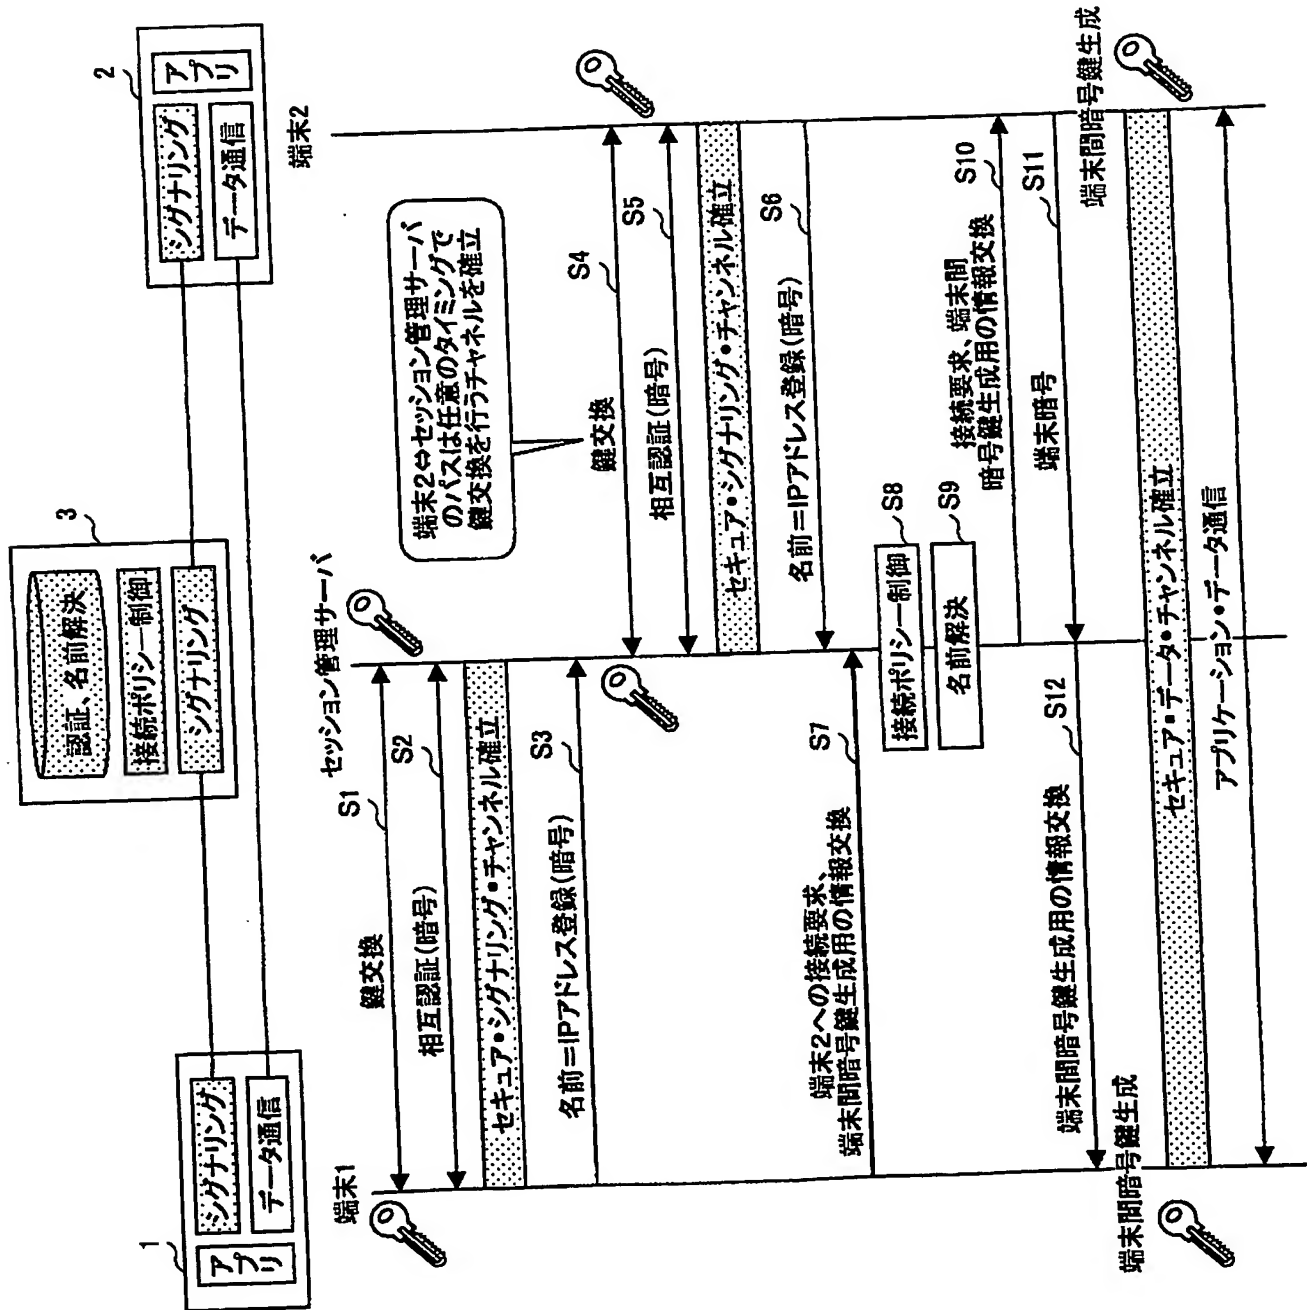 1
アプリ
シグナリング
データ通信
3
認証、名前解決
接続ポリシー制御
シグナリング
2
シグナリング
データ通信
アプリ
端末1
セッション管理サーバ
端末2
鍵交換
S1
相互認証(暗号)
S2
セキュア・シグナリング・チャンネル確立
名前=IPアドレス登録(暗号)
S3
端末2⇔セッション管理サーバ
のパスは任意のタイミングで
鍵交換を行うチャネルを確立
鍵交換
S4
相互認証(暗号)
S5
セキュア・シグナリング・チャンネル確立
名前=IPアドレス登録(暗号)
S6
端末2への接続要求、
端末間暗号鍵生成用の情報交換
S7
接続ポリシー制御
S8
名前解決
S9
接続要求、端末間
暗号鍵生成用の情報交換
S10
端末暗号
S11
端末間暗号鍵生成用の情報交換
S12
端末間暗号鍵生成
端末間暗号鍵生成
セキュア・データ・チャンネル確立
アプリケーション・データ通信